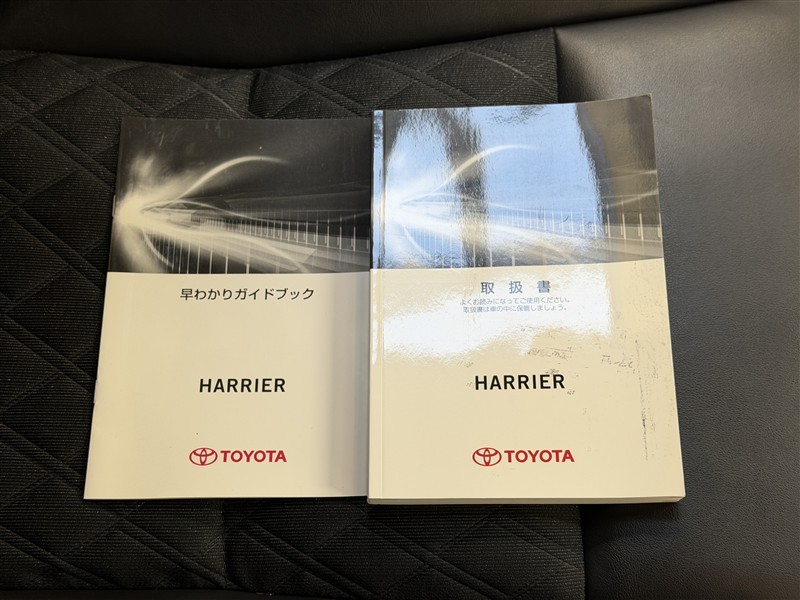 早わかりガイドブック
HARRIER
TOYOTA
取扱書
よくお読みになってご使用ください。
取扱書は車の中に保管しましょう。
HARRIER
TOYOTA